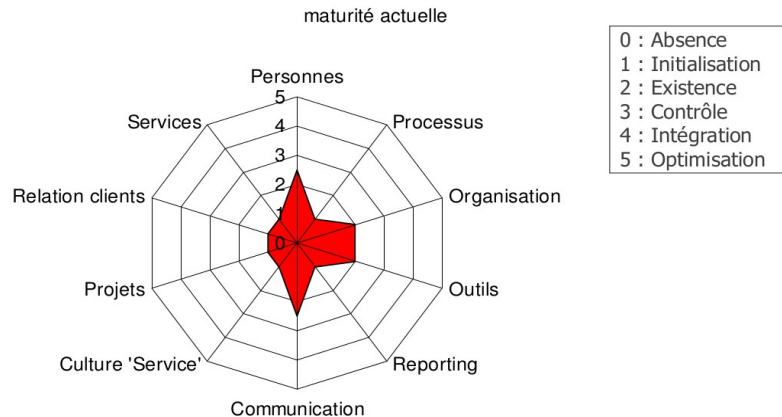 maturité actuelle
0 : Absence
1 : Initialisation
2 : Existence
3 : Contrôle
4 : Intégration
5 : Optimisation
Personnes
5
Services
Processus
4
3
2
Relation clients
Organisation
1
0
Projets
Outils
Culture 'Service'
Reporting
Communication